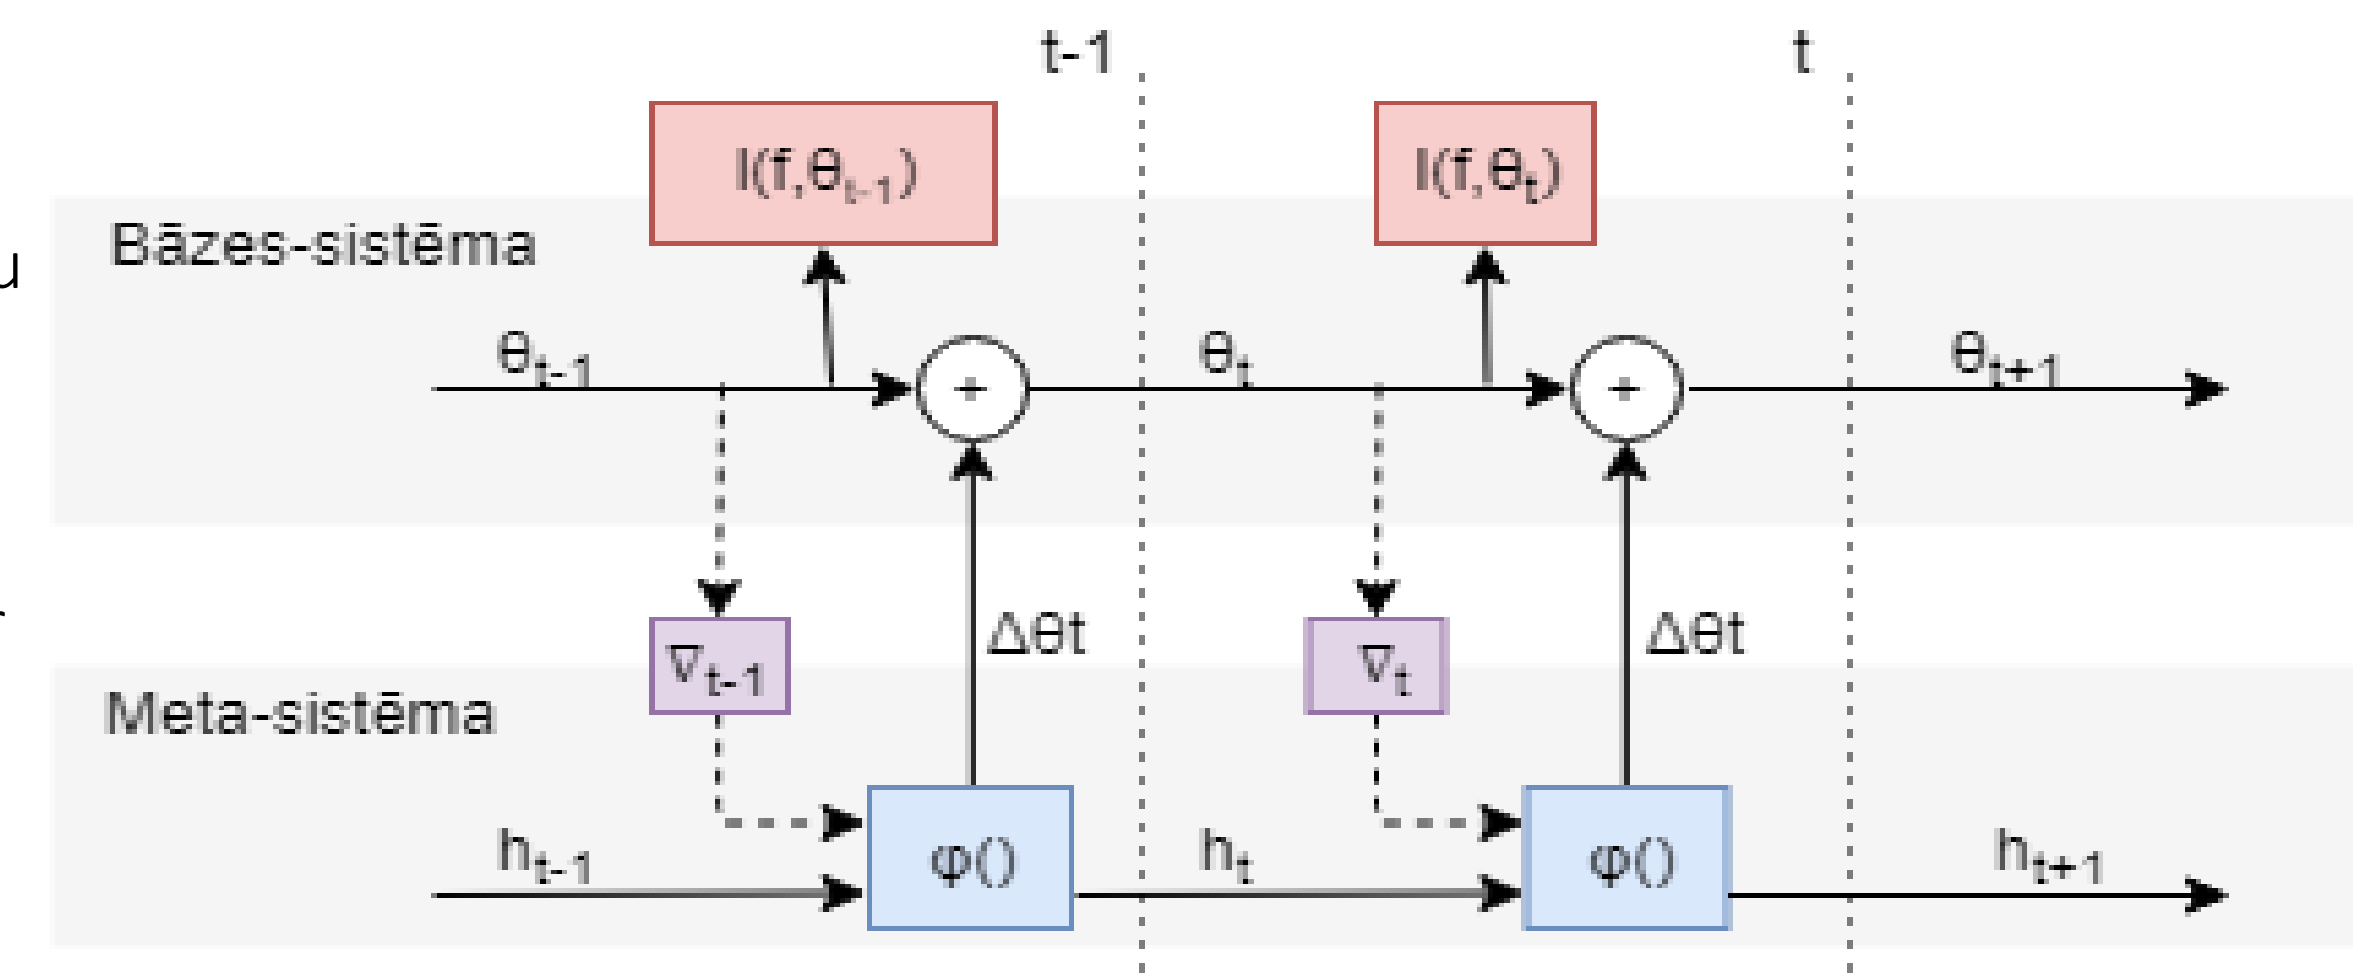 t-1
t
l(f,θt-1)
l(f,θt)
Bāzes-sistēma
u
θt-1
+
θt
+
θt+1
∇t-1
Δθt
∇t
Δθt
Meta-sistēma
ht-1
φ()
ht
φ()
ht+1